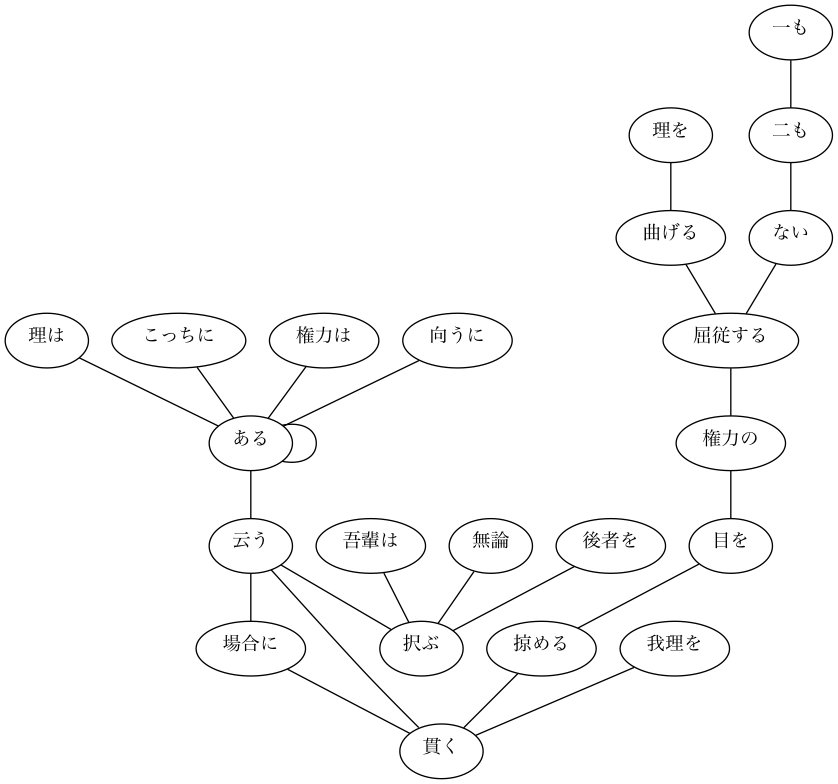 一も
理を
二も
曲げる
ない
理は
こっちに
権力は
向うに
屈従する
ある
権力の
云う
吾輩は
無論
後者を
目を
場合に
択ぶ
掠める
我理を
貫く